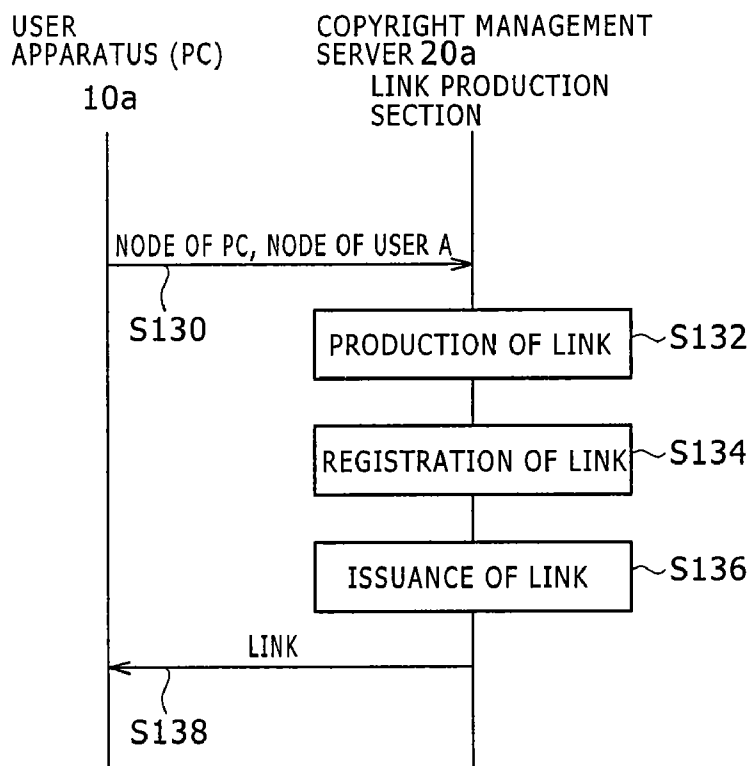 USER
APPARATUS (PC)
10a
COPYRIGHT MANAGEMENT
SERVER 20a
LINK PRODUCTION
SECTION
NODE OF PC, NODE OF USER A
S130
PRODUCTION OF LINK
S132
REGISTRATION OF LINK
S134
ISSUANCE OF LINK
S136
LINK
S138